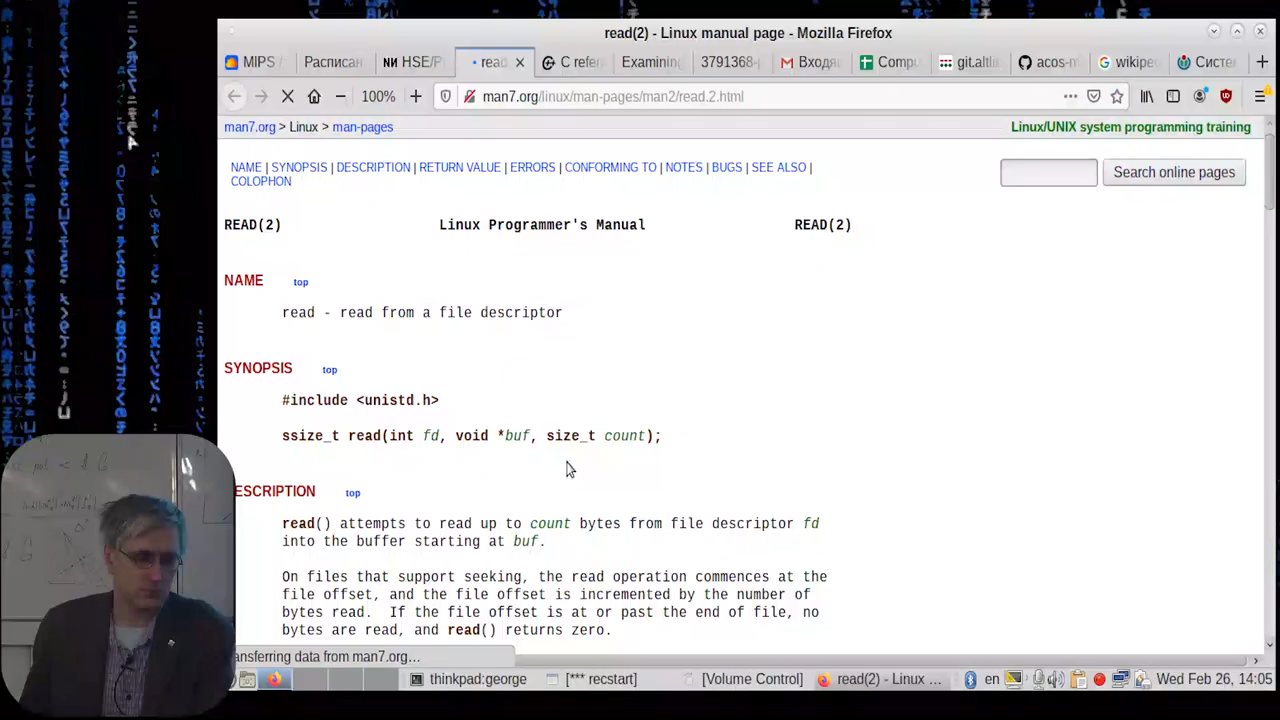 read(2) - Linux manual page - Mozilla Firefox
MIPS / Расписан НИ HSE/Pr read C refer Examining 3791368- Входя Comp git.altli acos-m wikipe Систе
100% man7.org/linux/man-pages/man2/read.2.html
man7.org > Linux > man-pages Linux/UNIX system programming training
NAME | SYNOPSIS | DESCRIPTION | RETURN VALUE | ERRORS | CONFORMING TO | NOTES | BUGS | SEE ALSO |
COLOPHON
Search online pages
READ(2) Linux Programmer's Manual READ(2)
NAME top
read - read from a file descriptor
SYNOPSIS top
#include <unistd.h>
ssize_t read(int fd, void *buf, size_t count);
ESCRIPTION top
read() attempts to read up to count bytes from file descriptor fd
into the buffer starting at buf.
On files that support seeking, the read operation commences at the
file offset, and the file offset is incremented by the number of
bytes read. If the file offset is at or past the end of file, no
bytes are read, and read() returns zero.
ansferring data from man7.org…
thinkpad:george [*** recstart] [Volume Control] read(2) - Linux ... en Wed Feb 26, 14:05